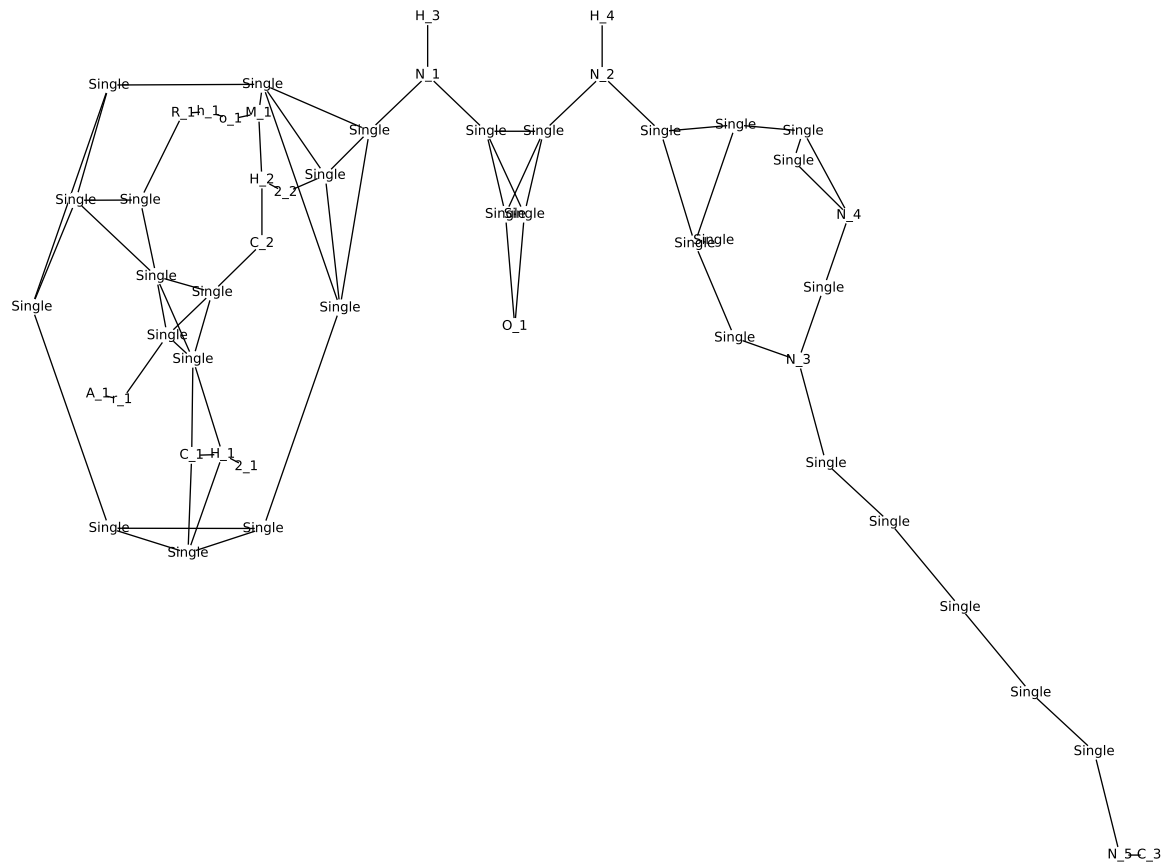 H_3 H_4
N_1 N_2
Single Single
R_1 h_1 o_1 M_1 Single Single Single Single Single Single
Single
Single
H_2 2_2
Single Single
Single Single N_4
C_2 Single Single
Single
Single Single
Single Single
O_1
Single Single
Single N_3
A_1 r_1
C_1 H_1 2_1
Single
Single Single Single
Single
Single
Single
Single
N_5 C_3